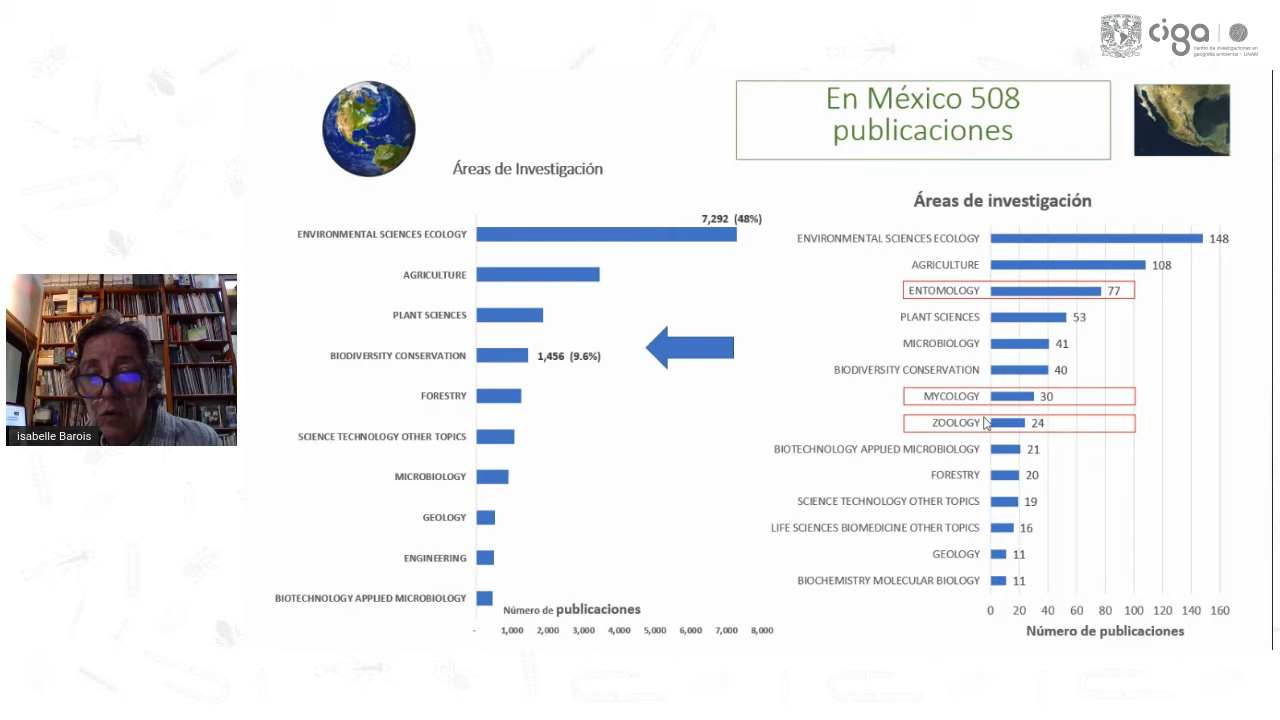 ciga
centro de investigaciones en
geografía ambiental - UNAM
En México 508
publicaciones
Áreas de Investigación
7,292 (48%)
ENVIRONMENTAL SCIENCES ECOLOGY
AGRICULTURE
PLANT SCIENCES
BIODIVERSITY CONSERVATION
1,456 (9.6%)
FORESTRY
SCIENCE TECHNOLOGY OTHER TOPICS
MICROBIOLOGY
GEOLOGY
ENGINEERING
BIOTECHNOLOGY APPLIED MICROBIOLOGY
Número de publicaciones
- 1,000 2,000 3,000 4,000 5,000 6,000 7,000 8,000
Áreas de investigación
ENVIRONMENTAL SCIENCES ECOLOGY 148
AGRICULTURE 108
ENTOMOLOGY 77
PLANT SCIENCES 53
MICROBIOLOGY 41
BIODIVERSITY CONSERVATION 40
MYCOLOGY 30
ZOOLOGY 24
BIOTECHNOLOGY APPLIED MICROBIOLOGY 21
FORESTRY 20
SCIENCE TECHNOLOGY OTHER TOPICS 19
LIFE SCIENCES BIOMEDICINE OTHER TOPICS 16
GEOLOGY 11
BIOCHEMISTRY MOLECULAR BIOLOGY 11
0 20 40 60 80 100 120 140 160
Número de publicaciones
isabelle Barois